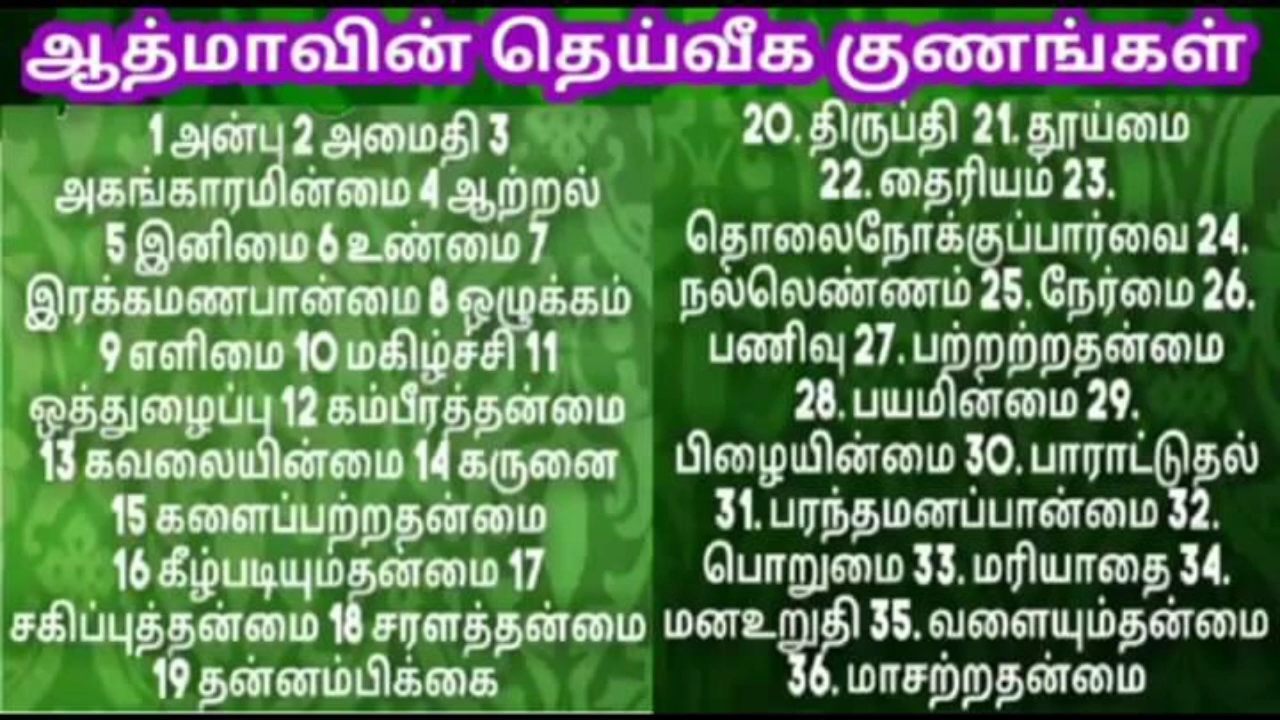 ஆத்மாவின் தெய்வீக குணங்கள்
1 அன்பு 2 அமைதி 3
அகங்காரமின்மை 4 ஆற்றல்
5 இனிமை 6 உண்மை 7
இரக்கமணபான்மை 8 ஒழுக்கம்
9 எளிமை 10 மகிழ்ச்சி 11
ஒத்துழைப்பு 12 கம்பீரத்தன்மை
13 கவலையின்மை 14 கருனை
15 களைப்பற்றதன்மை
16 கீழ்படியும்தன்மை 17
சகிப்புத்தன்மை 18 சரளத்தன்மை
19 தன்னம்பிக்கை
20. திருப்தி 21. தூய்மை
22. தைரியம் 23.
தொலைநோக்குப்பார்வை 24.
நல்லெண்ணம் 25. நேர்மை 26.
பணிவு 27. பற்றற்றதன்மை
28. பயமின்மை 29.
பிழையின்மை 30. பாராட்டுதல்
31. பரந்தமனப்பான்மை 32.
பொறுமை 33. மரியாதை 34.
மனஉறுதி 35. வளையும்தன்மை
36. மாசற்றதன்மை